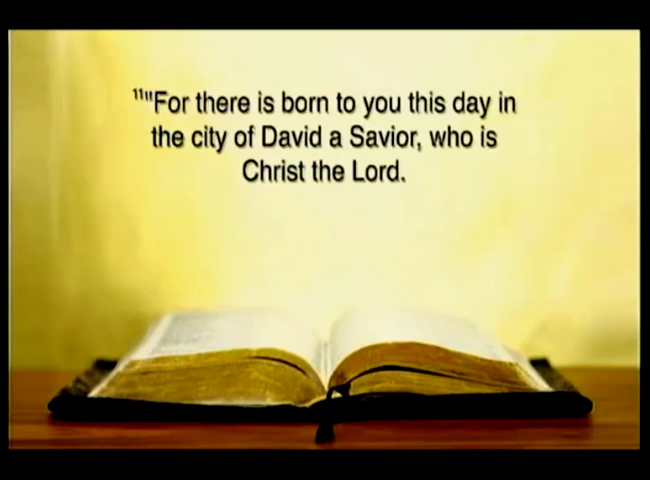 ¹¹"For there is born to you this day in
the city of David a Savior, who is
Christ the Lord.